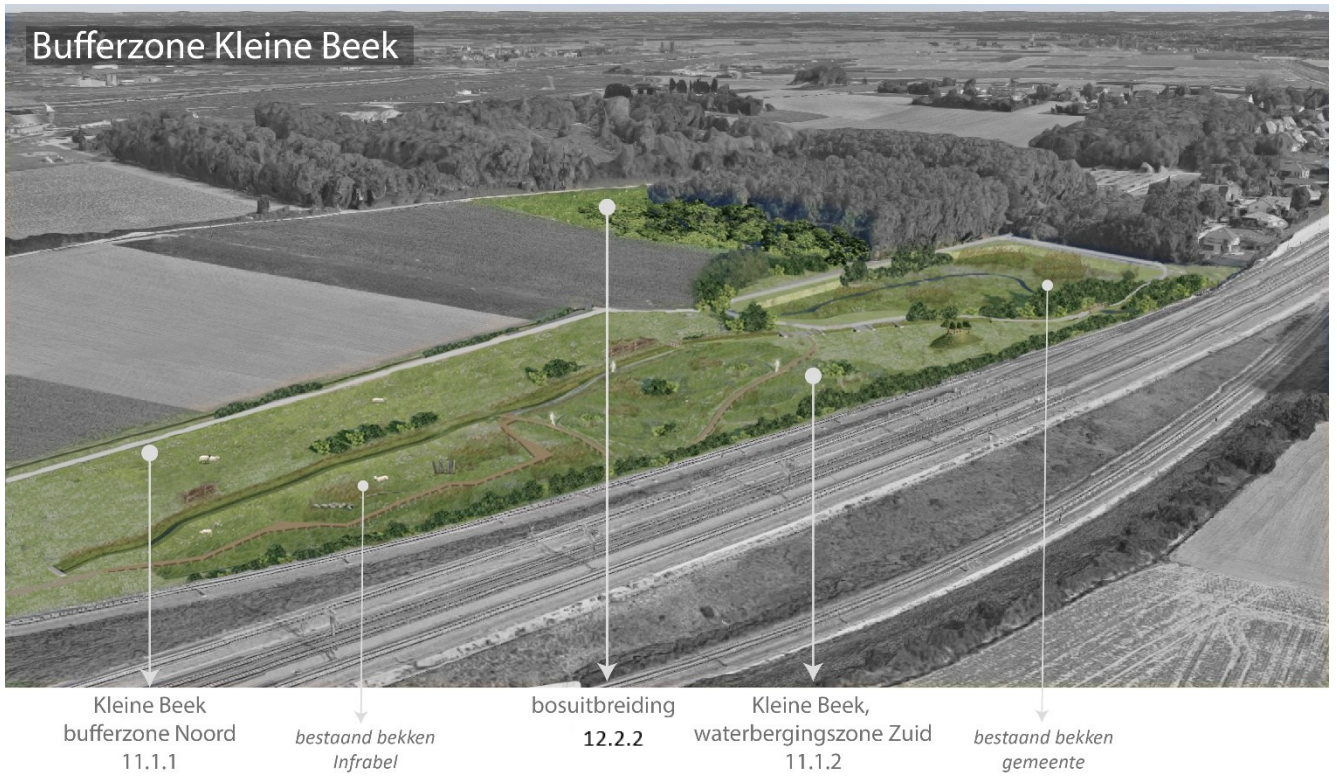 Bufferzone Kleine Beek
Kleine Beek
bufferzone Noord
11.1.1
bestaand bekken
Infrabel
bosuitbreiding
12.2.2
Kleine Beek,
waterbergingszone Zuid
11.1.2
bestaand bekken
gemeente